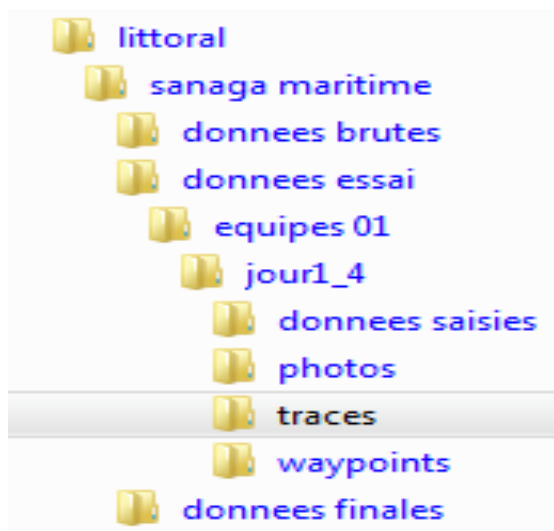 littoral
sanaga maritime
donnees brutes
donnees essai
equipes 01
jour1_4
donnees saisies
photos
traces
waypoints
donnees finales